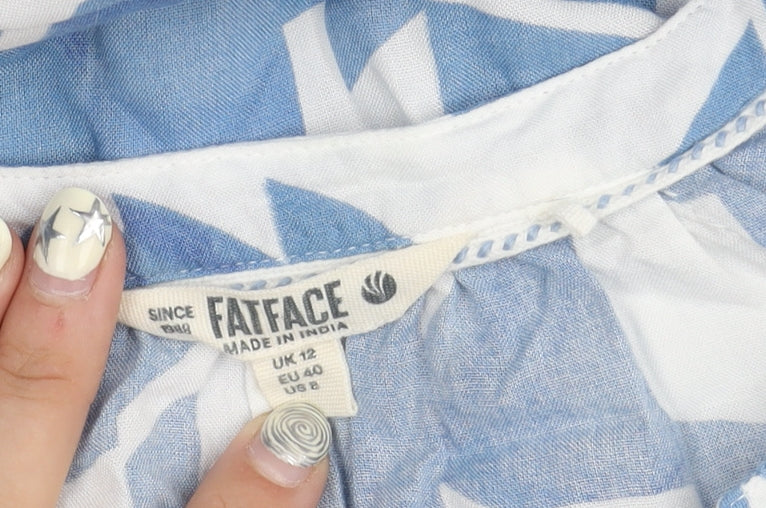 SINCE
1988
FATFACE
MADE IN INDIA
UK 12
EU 40
US 8